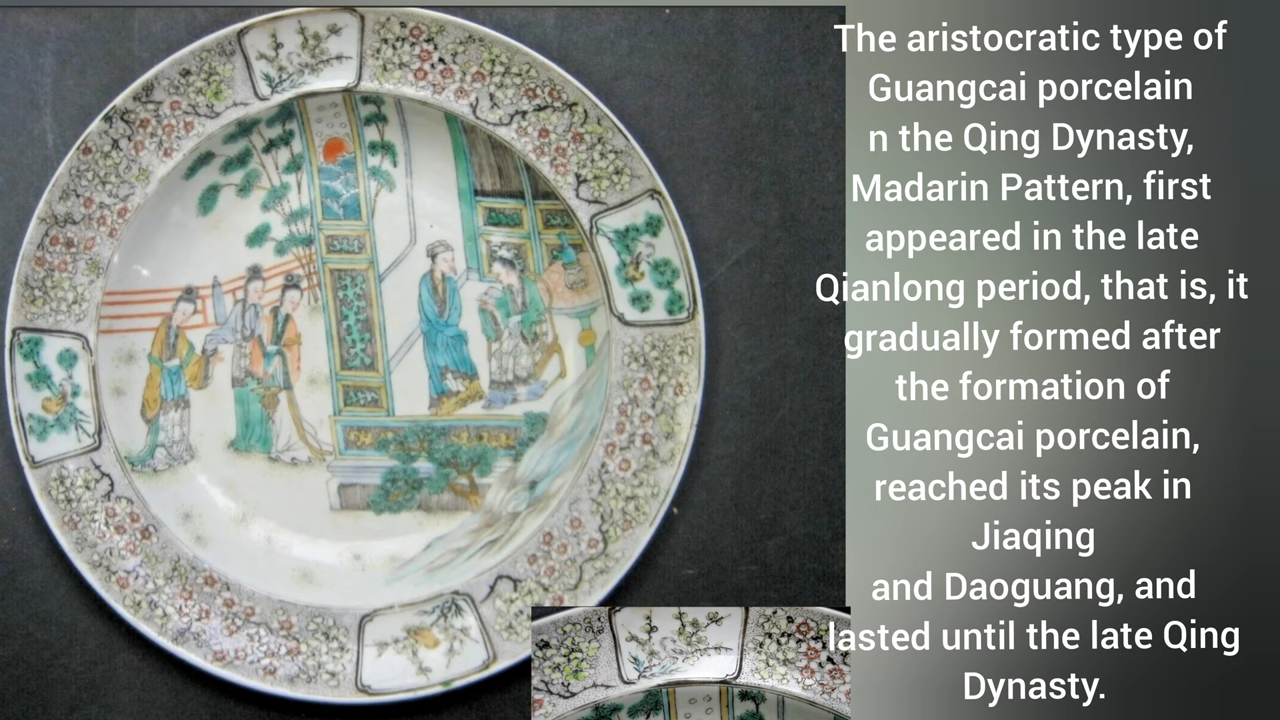 The aristocratic type of
Guangcai porcelain
n the Qing Dynasty,
Madarin Pattern, first
appeared in the late
Qianlong period, that is, it
gradually formed after
the formation of
Guangcai porcelain,
reached its peak in
Jiaqing
and Daoguang, and
lasted until the late Qing
Dynasty.